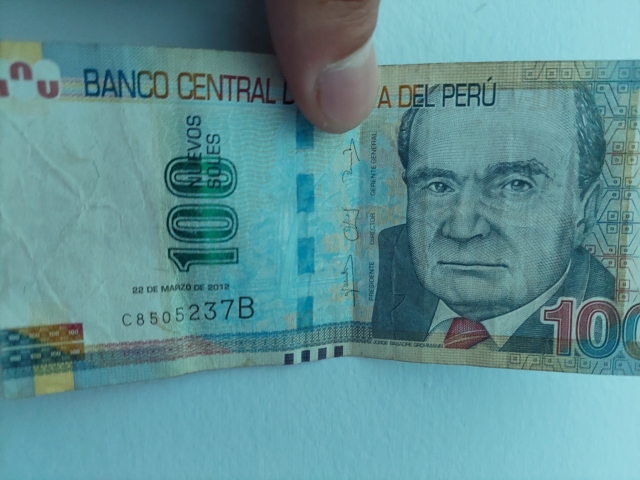 BANCO CENTRAL D A DEL PERÚ
100
NUEVOS
SOLES
22 DE MARZO DE 2012
C8505237B
PRESIDENTE DIRECTOR GERENTE GENERAL
JORGE BASADRE GROHMANN
100